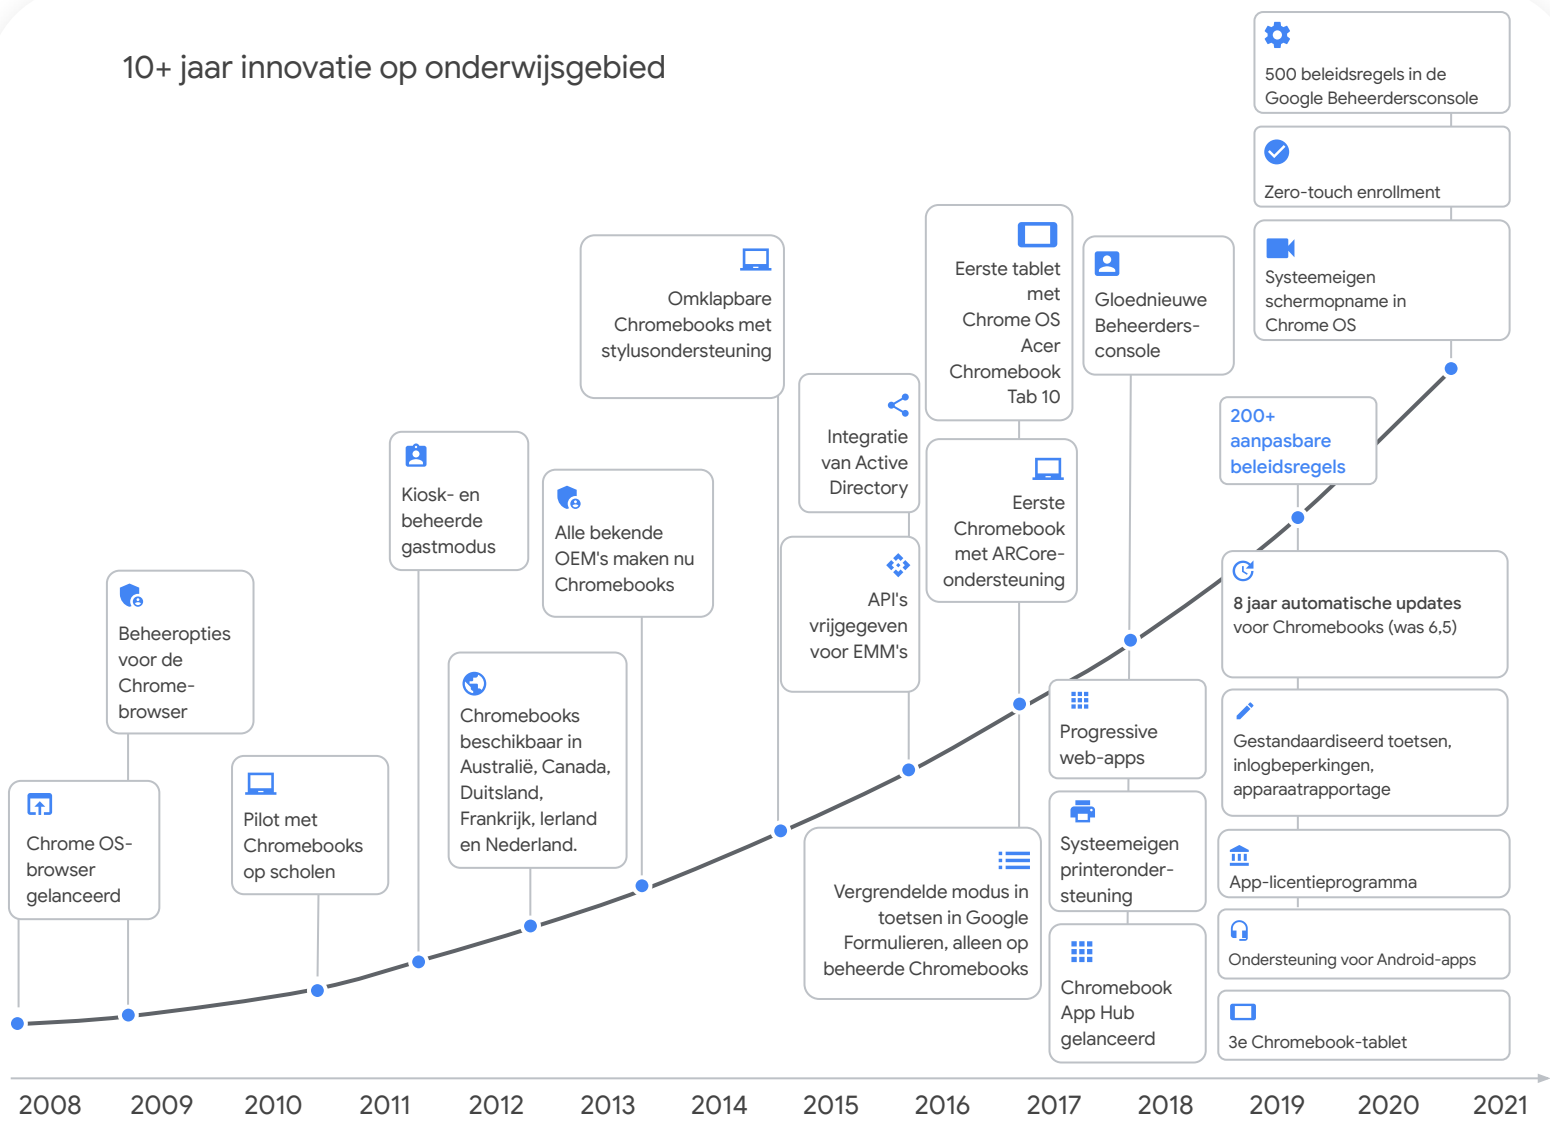 10+ jaar innovatie op onderwijsgebied
Chrome OS-
browser
gelanceerd
Beheeropties
voor de
Chrome-
browser
Pilot met
Chromebooks
op scholen
Kiosk- en
beheerde
gastmodus
Chromebooks
beschikbaar in
Australië, Canada,
Duitsland,
Frankrijk, Ierland
en Nederland.
Alle bekende
OEM's maken nu
Chromebooks
Omklapbare
Chromebooks met
stylusondersteuning
Integratie
van Active
Directory
API's
vrijgegeven
voor EMM's
Eerste tablet
met
Chrome OS
Acer
Chromebook
Tab 10
Eerste
Chromebook
met ARCore-
ondersteuning
Vergrendelde modus in
toetsen in Google
Formulieren, alleen op
beheerde Chromebooks
Gloednieuwe
Beheerders-
console
Progressive
web-apps
Systeemeigen
printeronder-
steuning
Chromebook
App Hub
gelanceerd
200+
aanpasbare
beleidsregels
8 jaar automatische updates
voor Chromebooks (was 6,5)
Gestandaardiseerd toetsen,
inlogbeperkingen,
apparaatrapportage
App-licentieprogramma
Ondersteuning voor Android-apps
3e Chromebook-tablet
500 beleidsregels in de
Google Beheerdersconsole
Zero-touch enrollment
Systeemeigen
schermopname in
Chrome OS
2008 2009 2010 2011 2012 2013 2014 2015 2016 2017 2018 2019 2020 2021